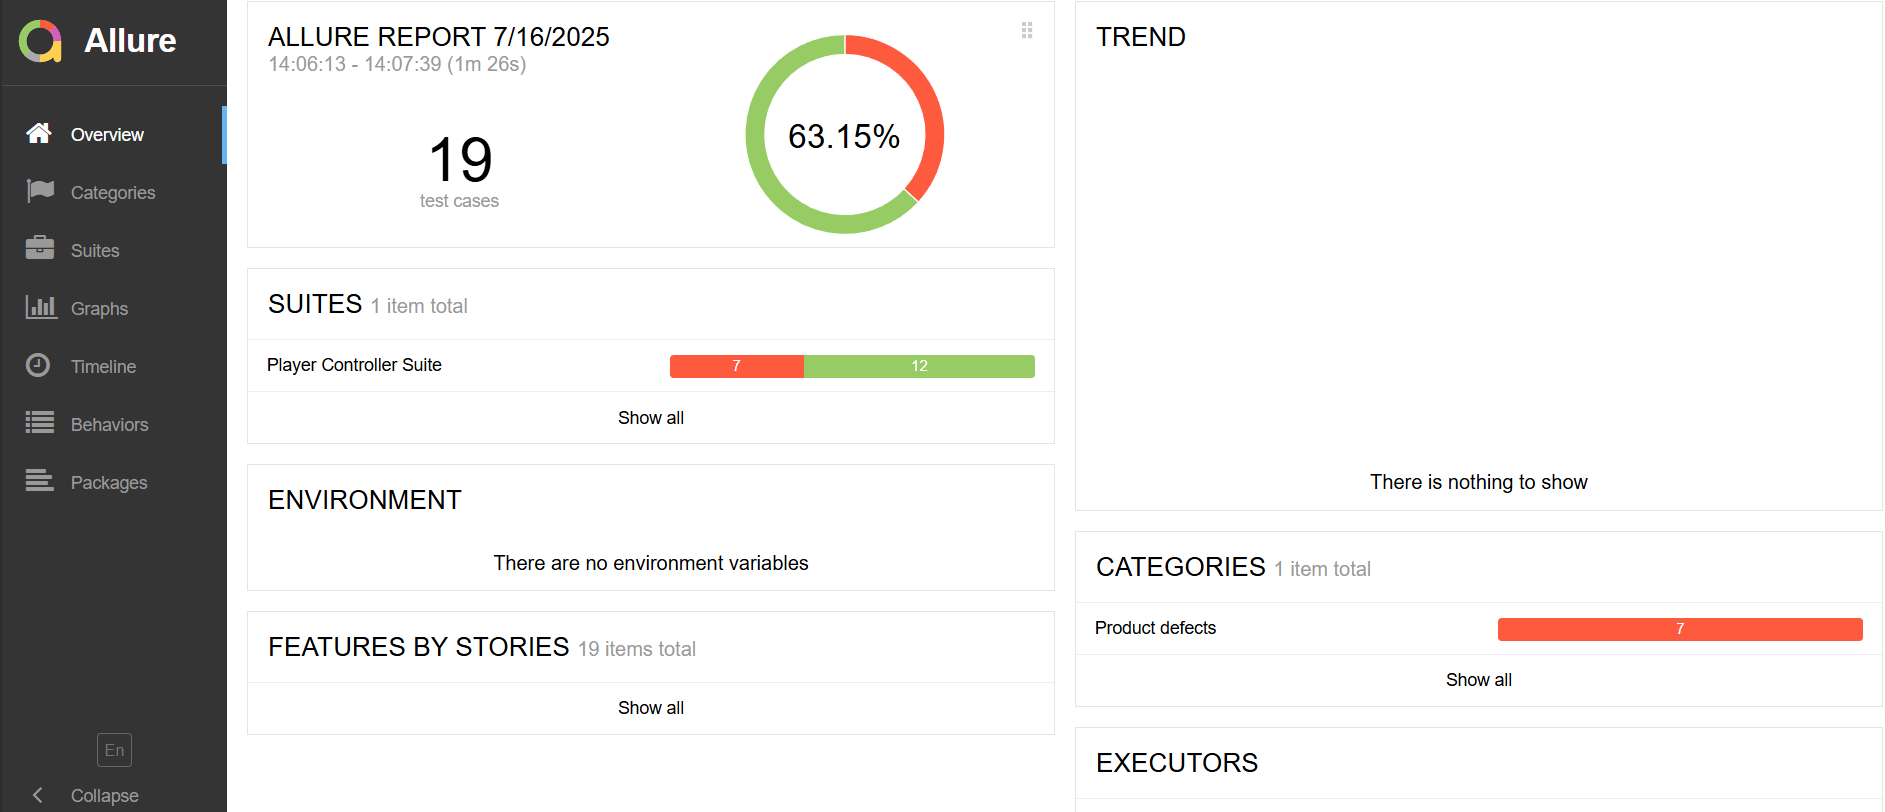 Allure
Overview
Categories
Suites
Graphs
Timeline
Behaviors
Packages
En
Collapse
ALLURE REPORT 7/16/2025
14:06:13 - 14:07:39 (1m 26s)
19
test cases
63.15%
SUITES 1 item total
Player Controller Suite 7 12
Show all
ENVIRONMENT
There are no environment variables
FEATURES BY STORIES 19 items total
Show all
TREND
There is nothing to show
CATEGORIES 1 item total
Product defects 7
Show all
EXECUTORS